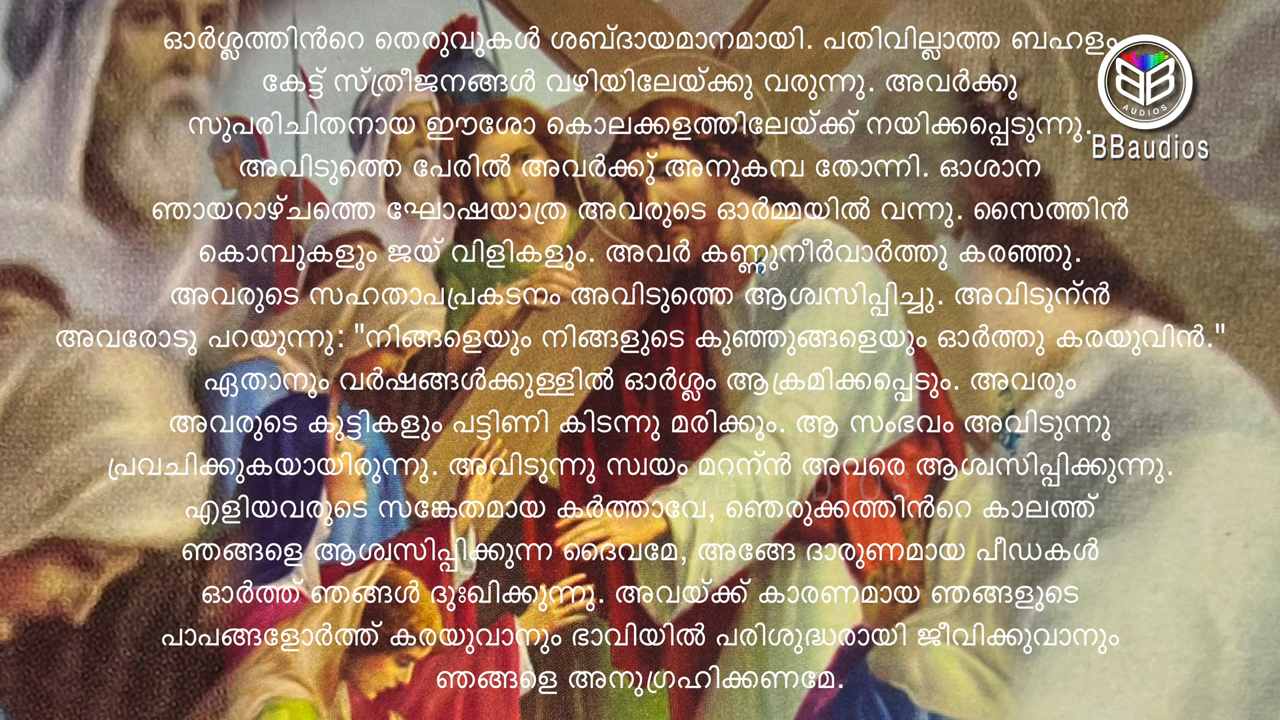 ഓർശ്ലത്തിൻറെ തെരുവുകൾ ശബ്ദായമാനമായി. പതിവില്ലാത്ത ബഹളം
കേട്ട് സ്ത്രീജനങ്ങൾ വഴിയിലേയ്ക്കു വരുന്നു. അവർക്കു
സുപരിചിതനായ ഈശോ കൊലക്കളത്തിലേയ്ക്ക് നയിക്കപ്പെടുന്നു.
അവിടുത്തെ പേരിൽ അവർക്കു് അനുകമ്പ തോന്നി. ഓശാന
ഞായറാഴ്ചത്തെ ഘോഷയാത്ര അവരുടെ ഓർമ്മയിൽ വന്നു. സൈത്തിൻ
കൊമ്പുകളും ജയ് വിളികളും. അവർ കണ്ണുനീർവാർത്തു കരഞ്ഞു.
അവരുടെ സഹതാപപ്രകടനം അവിടുത്തെ ആശ്വസിപ്പിച്ചു. അവിടുന്ൻ
അവരോടു പറയുന്നു: "നിങ്ങളെയും നിങ്ങളുടെ കുഞ്ഞുങ്ങളെയും ഓർത്തു കരയുവിൻ."
ഏതാനും വർഷങ്ങൾക്കുള്ളിൽ ഓർശ്ലം ആക്രമിക്കപ്പെടും. അവരും
അവരുടെ കുട്ടികളും പട്ടിണി കിടന്നു മരിക്കും. ആ സംഭവം അവിടുന്നു
പ്രവചിക്കുകയായിരുന്നു. അവിടുന്നു സ്വയം മറന്ൻ അവരെ ആശ്വസിപ്പിക്കുന്നു.
എളിയവരുടെ സങ്കേതമായ കർത്താവേ, ഞെരുക്കത്തിൻറെ കാലത്ത്
ഞങ്ങളെ ആശ്വസിപ്പിക്കുന്ന ദൈവമേ, അങ്ങേ ദാരുണമായ പീഡകൾ
ഓർത്ത് ഞങ്ങൾ ദുഃഖിക്കുന്നു. അവയ്ക്ക് കാരണമായ ഞങ്ങളുടെ
പാപങ്ങളോർത്ത് കരയുവാനും ഭാവിയിൽ പരിശുദ്ധരായി ജീവിക്കുവാനും
ഞങ്ങളെ അനുഗ്രഹിക്കണമേ.
BB
AUDIOS
BBaudios